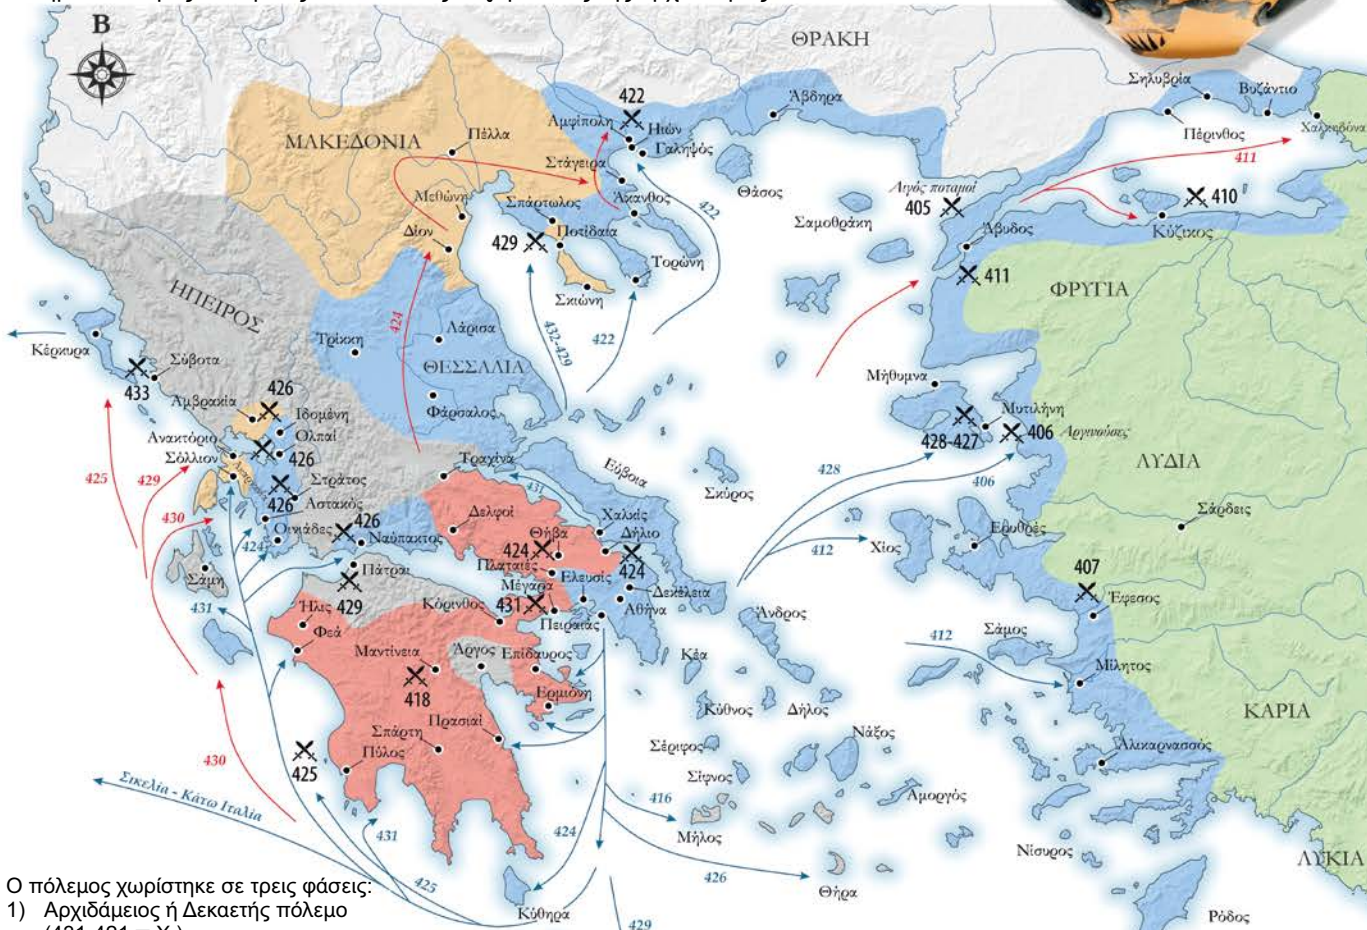 Β
ΘΡΑΚΗ
ΜΑΚΕΔΟΝΙΑ
Πέλλα
422
Αμφίπολη
Ηιών
Γαληψός
Άβδηρα
Σηλυβρία
Βυζάντιο
Πέρινθος
Χαλκηδόνα
411
Στάγειρα
Μεθώνη
Σπάρτωλος
Άκανθος
422
Θάσος
Αιγός ποταμοί
405
410
Σαμοθράκη
Δίον
429
Ποτίδαια
Άβυδος
Κύζικος
Τορώνη
411
ΗΠΕΙΡΟΣ
Σκιώνη
ΦΡΥΓΙΑ
424
432-429
422
Τρίκκη
Λάρισα
Κέρκυρα
Σύβοτα
ΘΕΣΣΑΛΙΑ
433
Μήθυμνα
Αμβρακία
426
Φάρσαλος
Ιδομένη
Μυτιλήνη
Ολπαί
428-427
406
Αργινούσες
Ανακτόριο
Σόλλιον
426
Τραχίνα
Εύβοια
ΛΥΔΙΑ
425
429
Στράτος
431
428
406
Σκύρος
426
Αστακός
430
Οινιάδες
426
Δελφοί
Χαλκίς
Σάρδεις
Ναύπακτος
Θήβα
Δήλιο
Ερυθρές
424
424
412
Χίος
424
Πλαταιές
Πάτραι
Ελευσίς
407
Σάμη
Μέγαρα
Δεκέλεια
429
Κόρινθος
431
Αθήνα
Έφεσος
431
Ήλις
Πειραιάς
Άνδρος
Φεά
412
Σάμος
Μαντίνεια
Άργος
Επίδαυρος
Κέα
Μίλητος
418
Ερμιόνη
Κύθνος
Δήλος
ΚΑΡΙΑ
Πρασιαί
Σπάρτη
Σέριφος
Νάξος
Αλικαρνασσός
430
425
Πύλος
Σίφνος
Σικελία - Κάτω Ιταλία
416
Αμοργός
431
424
Μήλος
Νίσυρος
ΛΥΚΙΑ
425
426
Θήρα
Κύθηρα
429
Ρόδος
Ο πόλεμος χωρίστηκε σε τρεις φάσεις:
1) Αρχιδάμειος ή Δεκαετής πόλεμο